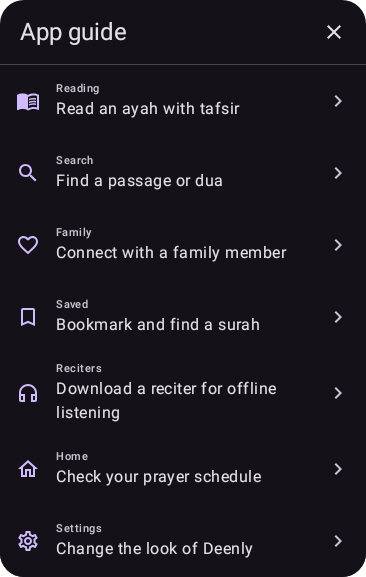 App guide
Reading
Read an ayah with tafsir
Search
Find a passage or dua
Family
Connect with a family member
Saved
Bookmark and find a surah
Reciters
Download a reciter for offline
listening
Home
Check your prayer schedule
Settings
Change the look of Deenly